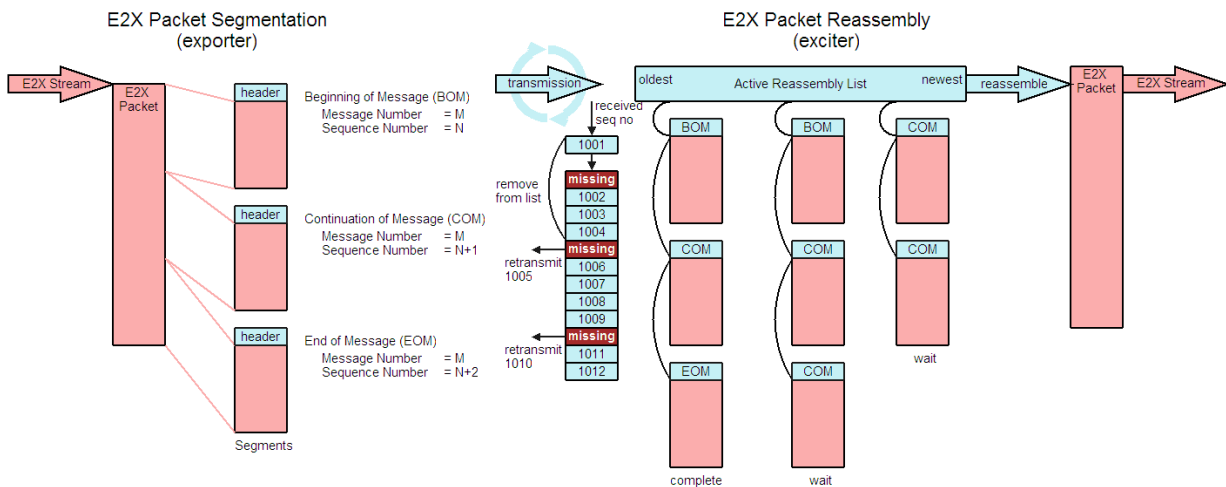 E2X Packet Segmentation
(exporter)
E2X Stream
E2X
Packet
header
Beginning of Message (BOM)
Message Number = M
Sequence Number = N
header
Continuation of Message (COM)
Message Number = M
Sequence Number = N+1
header
End of Message (EOM)
Message Number = M
Sequence Number = N+2
Segments
E2X Packet Reassembly
(exciter)
transmission
received
seq no
1001
remove
from list
missing
1002
1003
1004
missing
retransmit
1005
1006
1007
1008
1009
missing
retransmit
1010
1011
1012
oldest
Active Reassembly List
newest
reassemble
E2X
Packet
E2X Stream
BOM
COM
EOM
complete
BOM
COM
COM
wait
COM
COM
wait